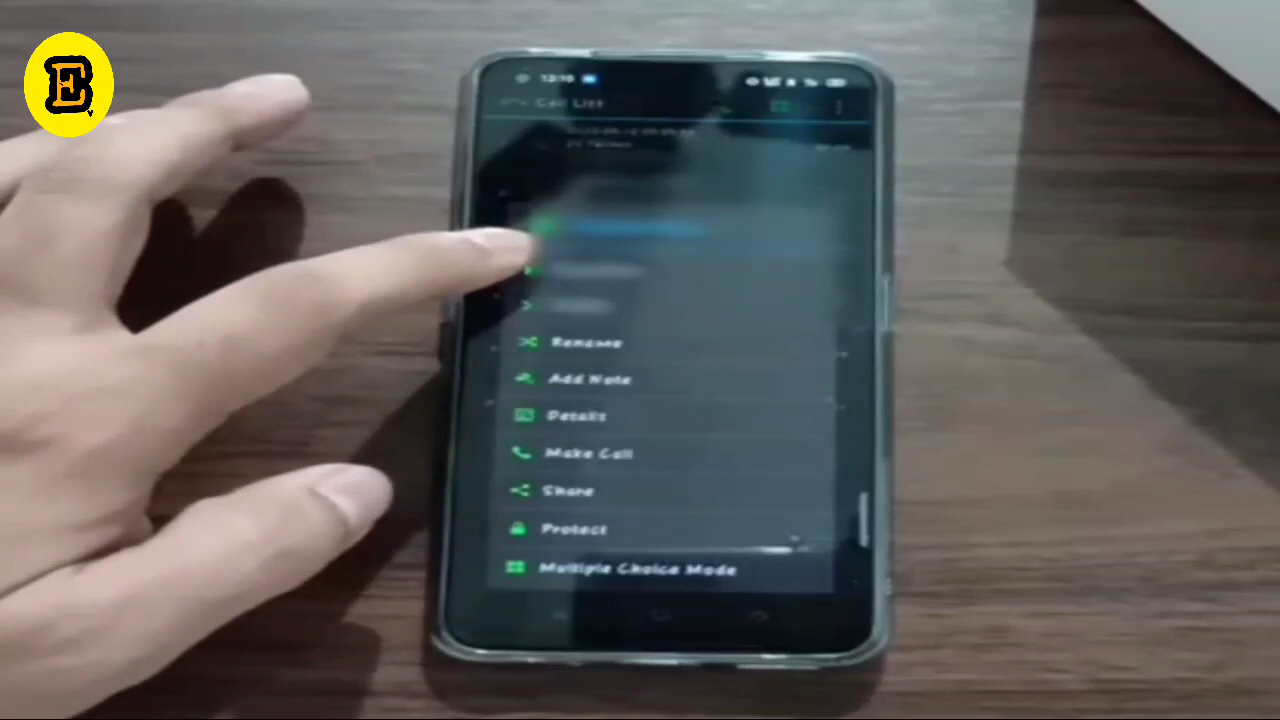 E
12:10
Call List
Rename
Add Note
Details
Make Call
Share
Protect
Multiple Choice Mode